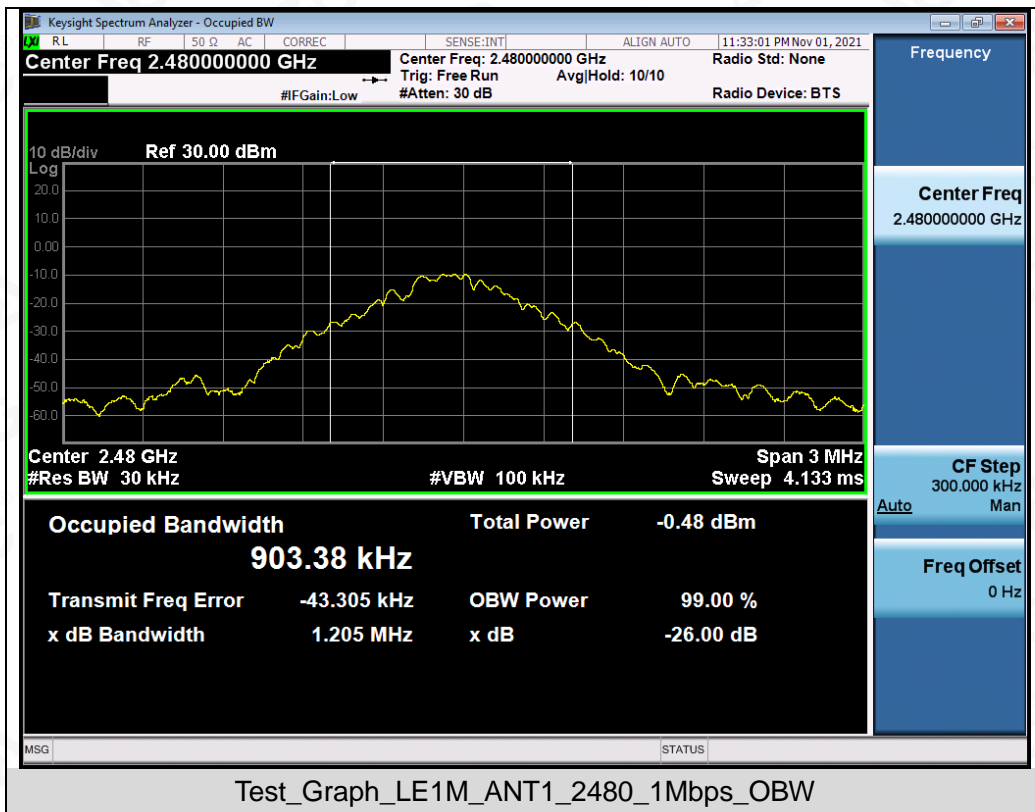 Keysight Spectrum Analyzer - Occupied BW
LXI RL RF 50 Ω AC CORREC SENSE:INT ALIGN AUTO 11:33:01 PM Nov 01, 2021
Center Freq 2.480000000 GHz
Center Freq: 2.480000000 GHz
Radio Std: None
Trig: Free Run Avg|Hold: 10/10
#IFGain:Low
#Atten: 30 dB
Radio Device: BTS
10 dB/div Ref 30.00 dBm
Log
20.0
10.0
0.00
-10.0
-20.0
-30.0
-40.0
-50.0
-60.0
Center 2.48 GHz Span 3 MHz
#Res BW 30 kHz #VBW 100 kHz Sweep 4.133 ms
Occupied Bandwidth Total Power -0.48 dBm
903.38 kHz
Transmit Freq Error -43.305 kHz OBW Power 99.00 %
x dB Bandwidth 1.205 MHz x dB -26.00 dB
Frequency
Center Freq
2.480000000 GHz
CF Step
300.000 kHz
Auto Man
Freq Offset
0 Hz
MSG STATUS
Test_Graph_LE1M_ANT1_2480_1Mbps_OBW